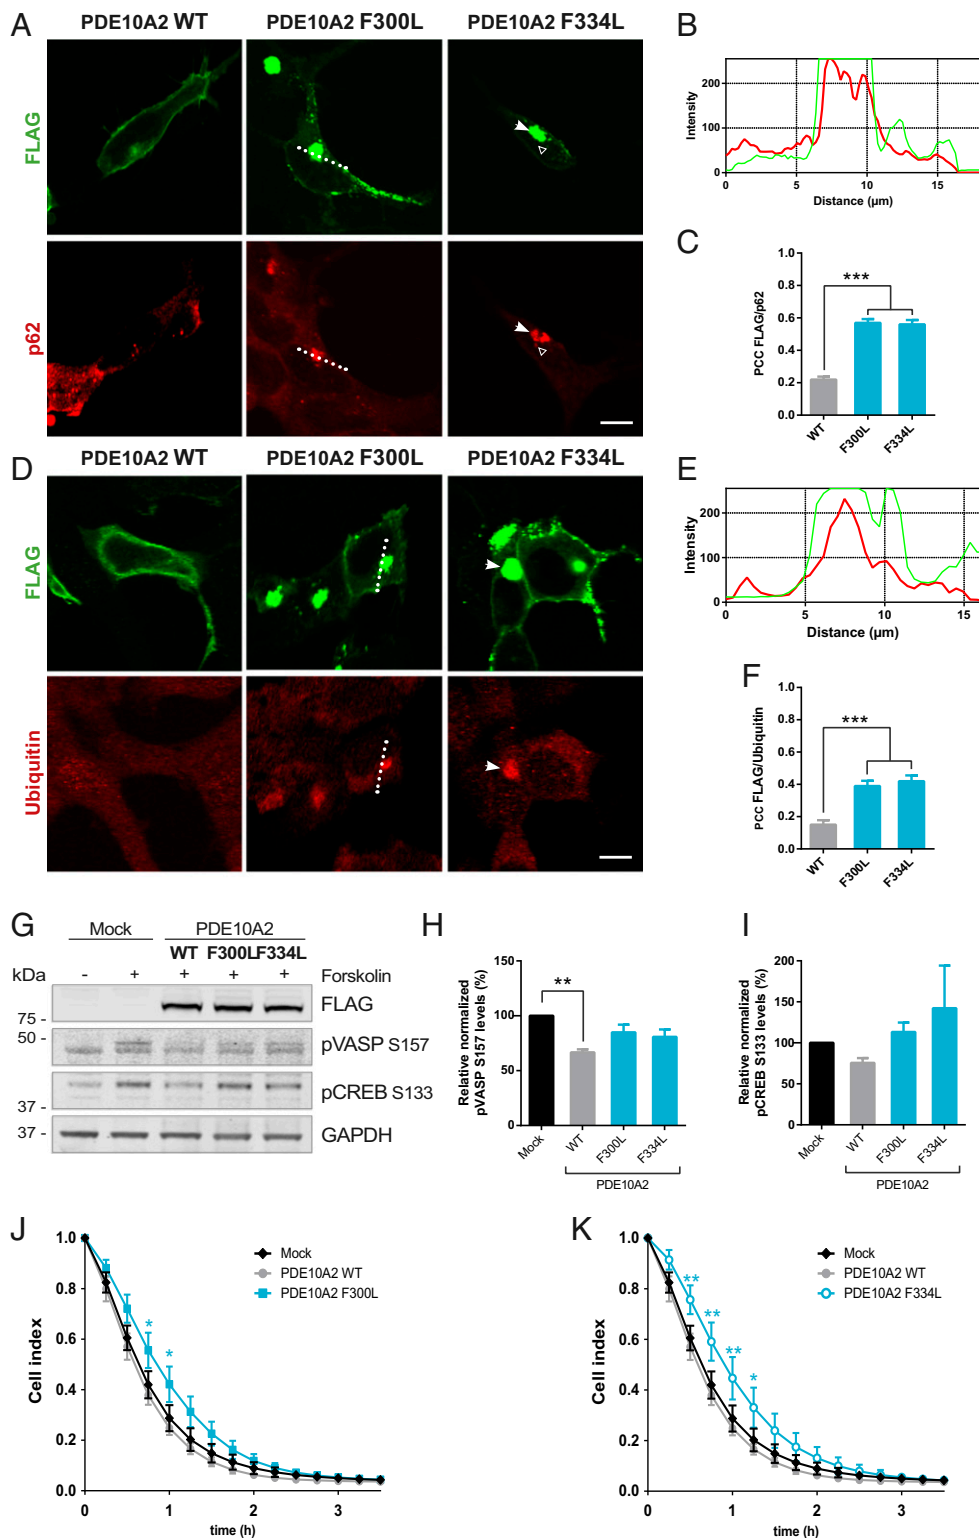 A
PDE10A2 WT
PDE10A2 F300L
PDE10A2 F334L
FLAG
p62
B
Intensity
200
100
0
0
5
10
15
Distance (µm)
C
PCC FLAG/p62
1.0
0.8
0.6
0.4
0.2
0.0
***
WT
F300L
F334L
D
PDE10A2 WT
PDE10A2 F300L
PDE10A2 F334L
FLAG
Ubiquitin
E
Intensity
200
100
0
0
5
10
15
Distance (µm)
F
PCC FLAG/Ubiquitin
1.0
0.8
0.6
0.4
0.2
0.0
***
WT
F300L
F334L
G
Mock
PDE10A2
WT F300L F334L
kDa - + + + + Forskolin
75 -
FLAG
50 -
pVASP S157
37 -
pCREB S133
37 -
GAPDH
H
Relative normalized
pVASP S157 levels (%)
150
100
50
0
**
Mock
WT
F300L
F334L
PDE10A2
I
Relative normalized
pCREB S133 levels (%)
200
150
100
50
0
Mock
WT
F300L
F334L
PDE10A2
J
Cell index
1.0
0.8
0.6
0.4
0.2
0.0
0
1
2
3
time (h)
Mock
PDE10A2 WT
PDE10A2 F300L
*
*
K
Cell index
1.0
0.8
0.6
0.4
0.2
0.0
0
1
2
3
time (h)
Mock
PDE10A2 WT
PDE10A2 F334L
**
**
**
*